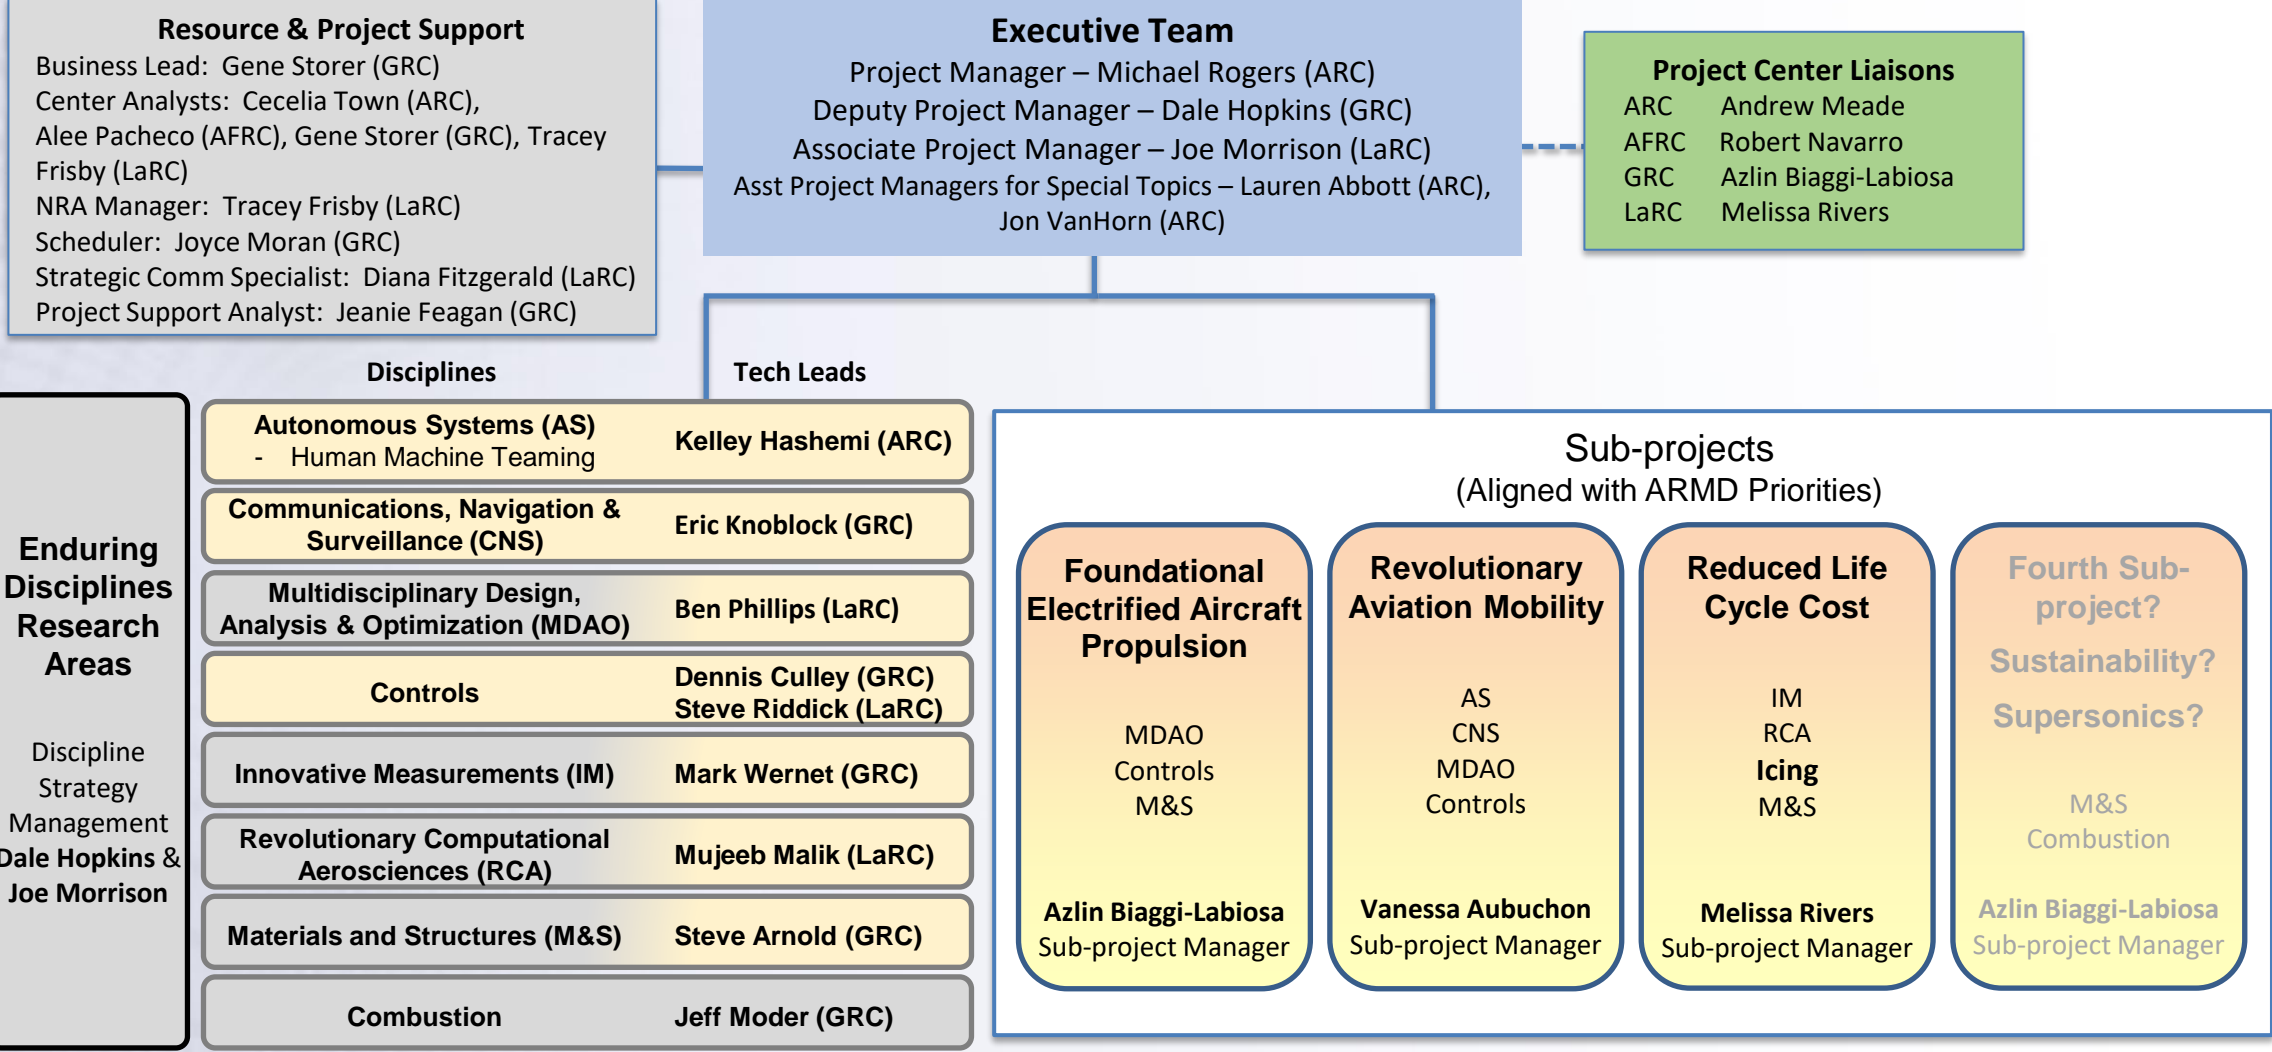 Resource & Project Support
Business Lead:  Gene Storer (GRC)
Center Analysts:  Cecelia Town (ARC),
Alee Pacheco (AFRC), Gene Storer (GRC), Tracey
Frisby (LaRC)
NRA Manager:  Tracey Frisby (LaRC)
Scheduler:  Joyce Moran (GRC)
Strategic Comm Specialist:  Diana Fitzgerald (LaRC)
Project Support Analyst:  Jeanie Feagan (GRC)
Executive Team
Project Manager – Michael Rogers (ARC)
Deputy Project Manager – Dale Hopkins (GRC)
Associate Project Manager – Joe Morrison (LaRC)
Asst Project Managers for Special Topics – Lauren Abbott (ARC),
Jon VanHorn (ARC)
Project Center Liaisons
ARC Andrew Meade
AFRC Robert Navarro
GRC Azlin Biaggi-Labiosa
LaRC Melissa Rivers
Disciplines
Tech Leads
Enduring
Disciplines
Research
Areas
Discipline
Strategy
Management
Dale Hopkins &
Joe Morrison
Autonomous Systems (AS)
- Human Machine Teaming
Kelley Hashemi (ARC)
Communications, Navigation &
Surveillance (CNS)
Eric Knoblock (GRC)
Multidisciplinary Design,
Analysis & Optimization (MDAO)
Ben Phillips (LaRC)
Controls
Dennis Culley (GRC)
Steve Riddick (LaRC)
Innovative Measurements (IM)
Mark Wernet (GRC)
Revolutionary Computational
Aerosciences (RCA)
Mujeeb Malik (LaRC)
Materials and Structures (M&S)
Steve Arnold (GRC)
Combustion
Jeff Moder (GRC)
Sub-projects
(Aligned with ARMD Priorities)
Foundational
Electrified Aircraft
Propulsion
MDAO
Controls
M&S
Azlin Biaggi-Labiosa
Sub-project Manager
Revolutionary
Aviation Mobility
AS
CNS
MDAO
Controls
Vanessa Aubuchon
Sub-project Manager
Reduced Life
Cycle Cost
IM
RCA
Icing
M&S
Melissa Rivers
Sub-project Manager
Fourth Sub-
project?
Sustainability?
Supersonics?
M&S
Combustion
Azlin Biaggi-Labiosa
Sub-project Manager